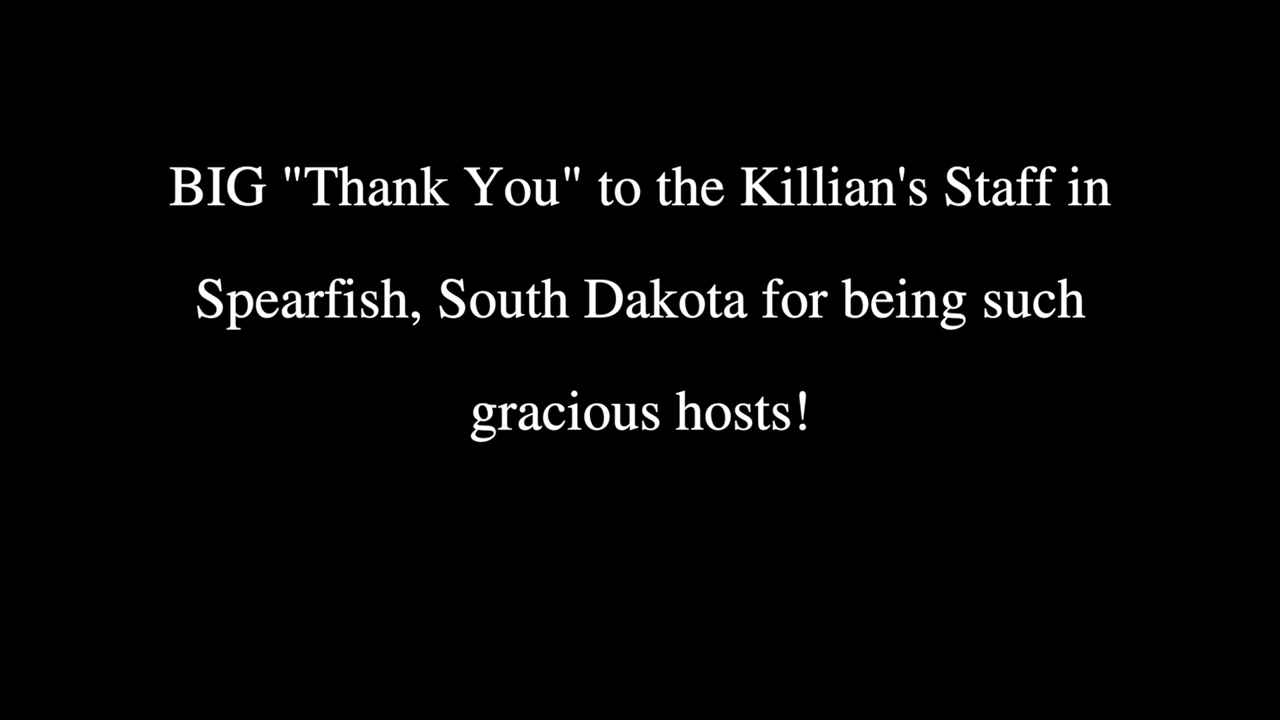 BIG "Thank You" to the Killian's Staff in
Spearfish, South Dakota for being such
gracious hosts!